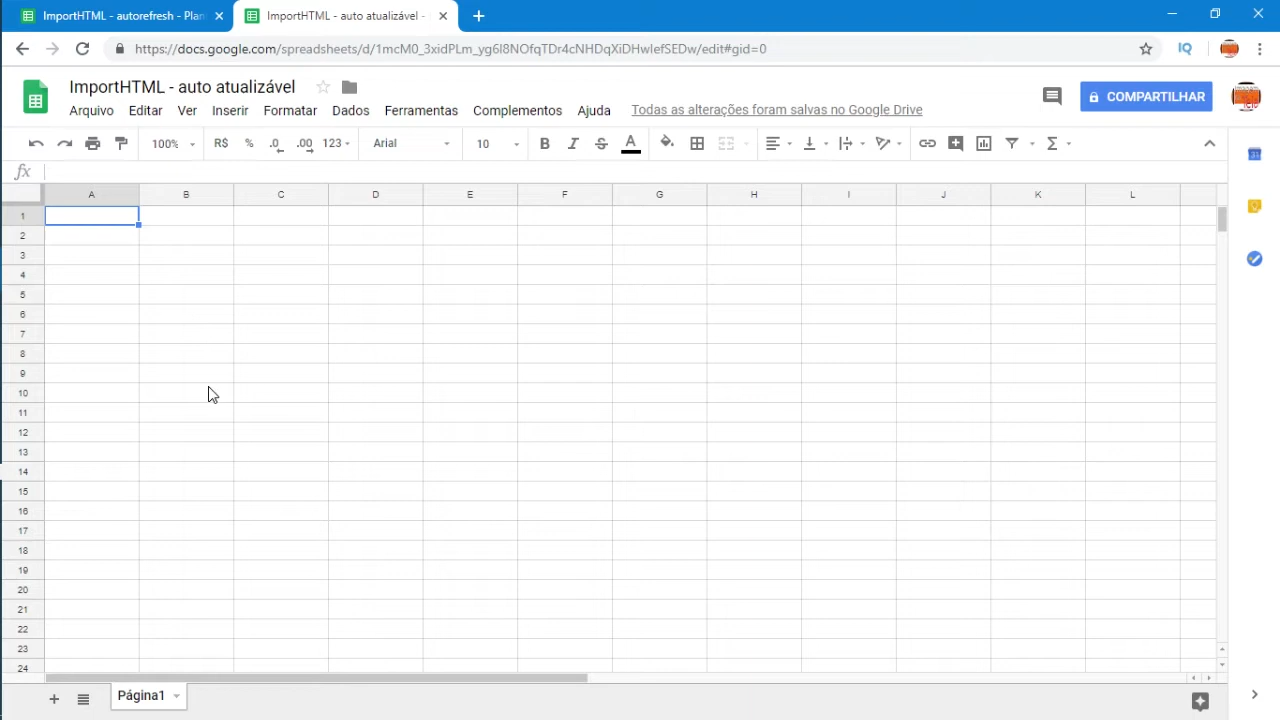 ImportHTML - autorefresh - Plan
ImportHTML - auto atualizável -
https://docs.google.com/spreadsheets/d/1mcM0_3xidPLm_yg6I8NOfqTDr4cNHDqXiDHwlefSEDw/edit#gid=0
IQ
ImportHTML - auto atualizável
COMPARTILHAR
Arquivo Editar Ver Inserir Formatar Dados Ferramentas Complementos Ajuda Todas as alterações foram salvas no Google Drive
100% R$ % .0 .00 123 Arial 10 B I S A Σ
fx
A B C D E F G H I J K L
1
2
3
4
5
6
7
8
9
10
11
12
13
14
15
16
17
18
19
20
21
22
23
24
Página1